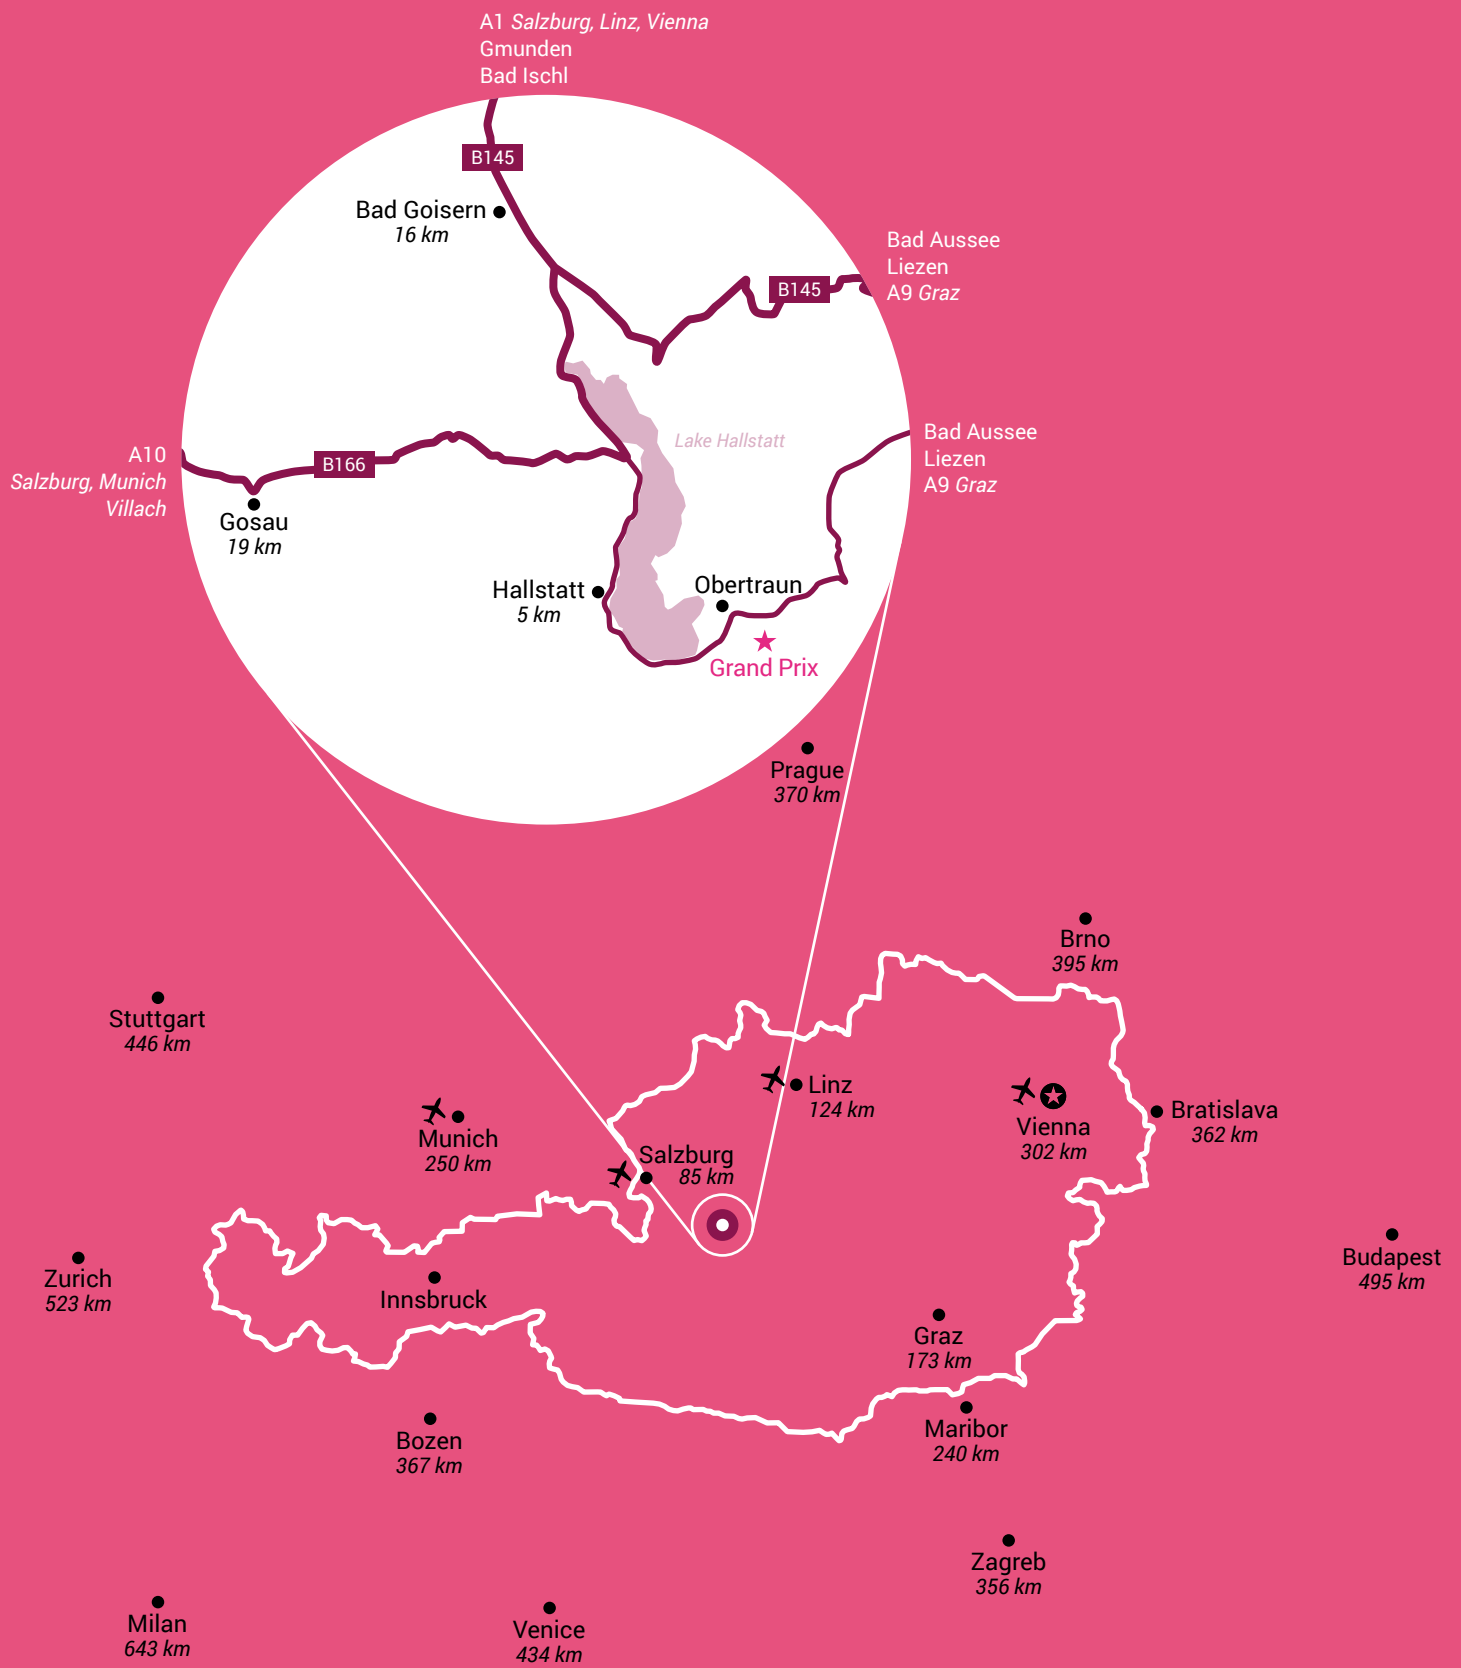 A1 Salzburg, Linz, Vienna
Gmunden
Bad Ischl
B145
Bad Goisern
16 km
Bad Aussee
Liezen
A9 Graz
B145
Lake Hallstatt
Bad Aussee
Liezen
A9 Graz
A10
Salzburg, Munich
Villach
B166
Gosau
19 km
Hallstatt
5 km
Obertraun
Grand Prix
Prague
370 km
Brno
395 km
Stuttgart
446 km
Linz
124 km
Munich
250 km
Vienna
302 km
Bratislava
362 km
Salzburg
85 km
Zurich
523 km
Innsbruck
Budapest
495 km
Graz
173 km
Bozen
367 km
Maribor
240 km
Zagreb
356 km
Milan
643 km
Venice
434 km